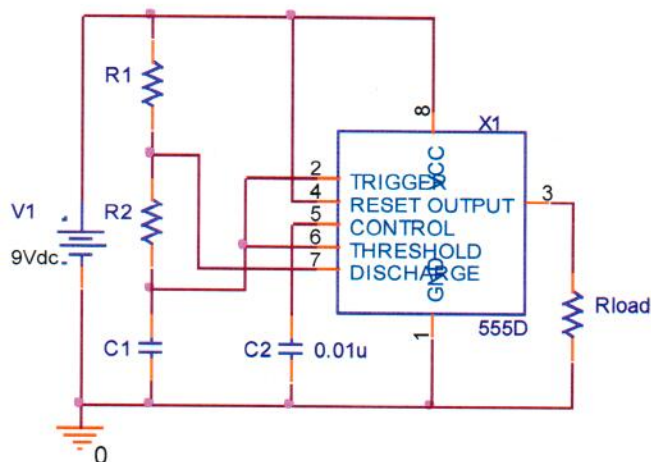 R1
X1
8
VCC
2
TRIGGER
3
4
RESET OUTPUT
V1
R2
5
CONTROL
9Vdc
6
THRESHOLD
7
DISCHARGE
GND
Rload
C1
C2
0.01u
1
555D
0